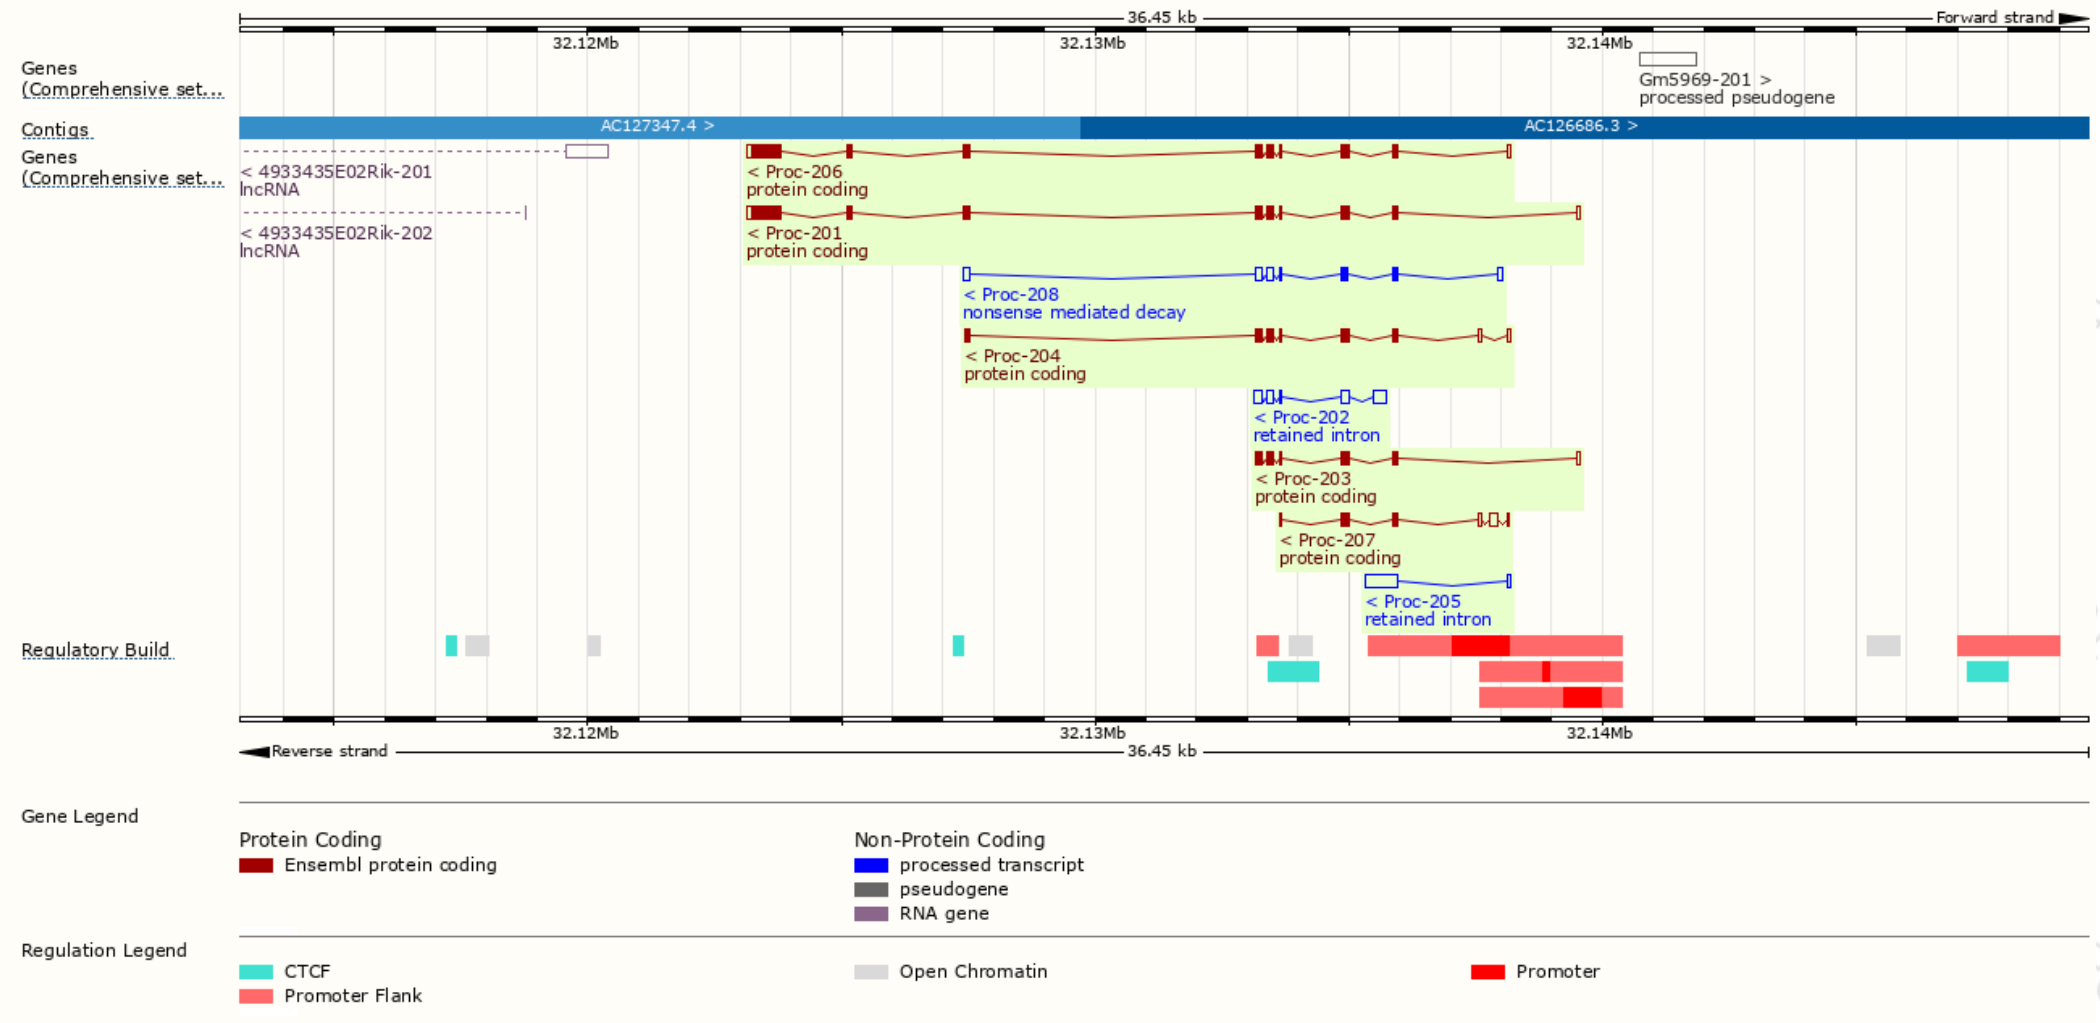 36.45 kb
Forward strand
32.12Mb 32.13Mb 32.14Mb
Genes
(Comprehensive set...
Gm5969-201 >
processed pseudogene
Contigs
AC127347.4 > AC126686.3 >
Genes
(Comprehensive set...
< 4933435E02Rik-201
lncRNA
< Proc-206
protein coding
< 4933435E02Rik-202
lncRNA
< Proc-201
protein coding
< Proc-208
nonsense mediated decay
< Proc-204
protein coding
< Proc-202
retained intron
< Proc-203
protein coding
< Proc-207
protein coding
< Proc-205
retained intron
Regulatory Build
32.12Mb 32.13Mb 32.14Mb
Reverse strand
36.45 kb
Gene Legend
Protein Coding
Ensembl protein coding
Non-Protein Coding
processed transcript
pseudogene
RNA gene
Regulation Legend
CTCF
Promoter Flank
Open Chromatin
Promoter